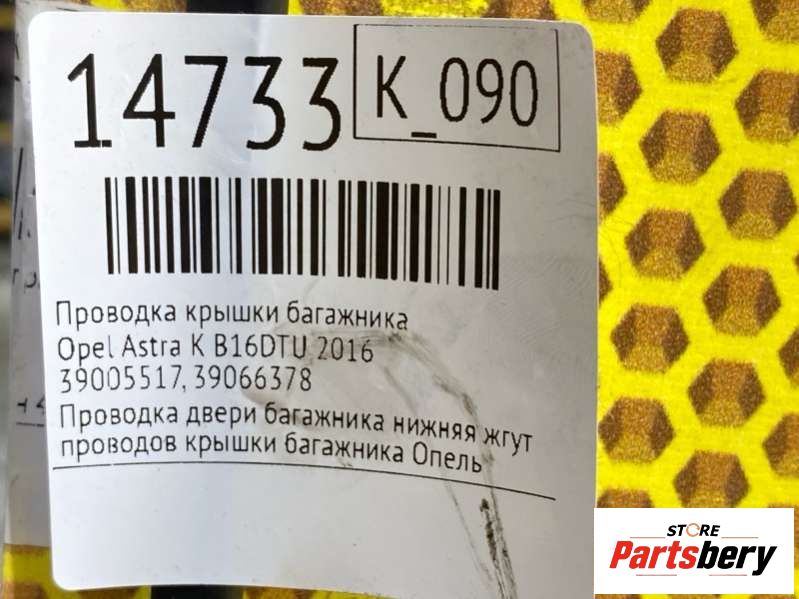 14733
K_090
Проводка крышки багажника
Opel Astra K B16DTU 2016
39005517, 39066378
Проводка двери багажника нижняя жгут
проводов крышки багажника Опель
STORE
Partsbery